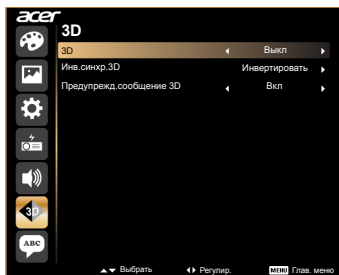 acer
3D
3D Выкл
Инв.синхр.3D Инвертировать
Предупрежд.сообщение 3D Вкл
3D
ABC
Выбрать Регулир. MENU Глав. меню